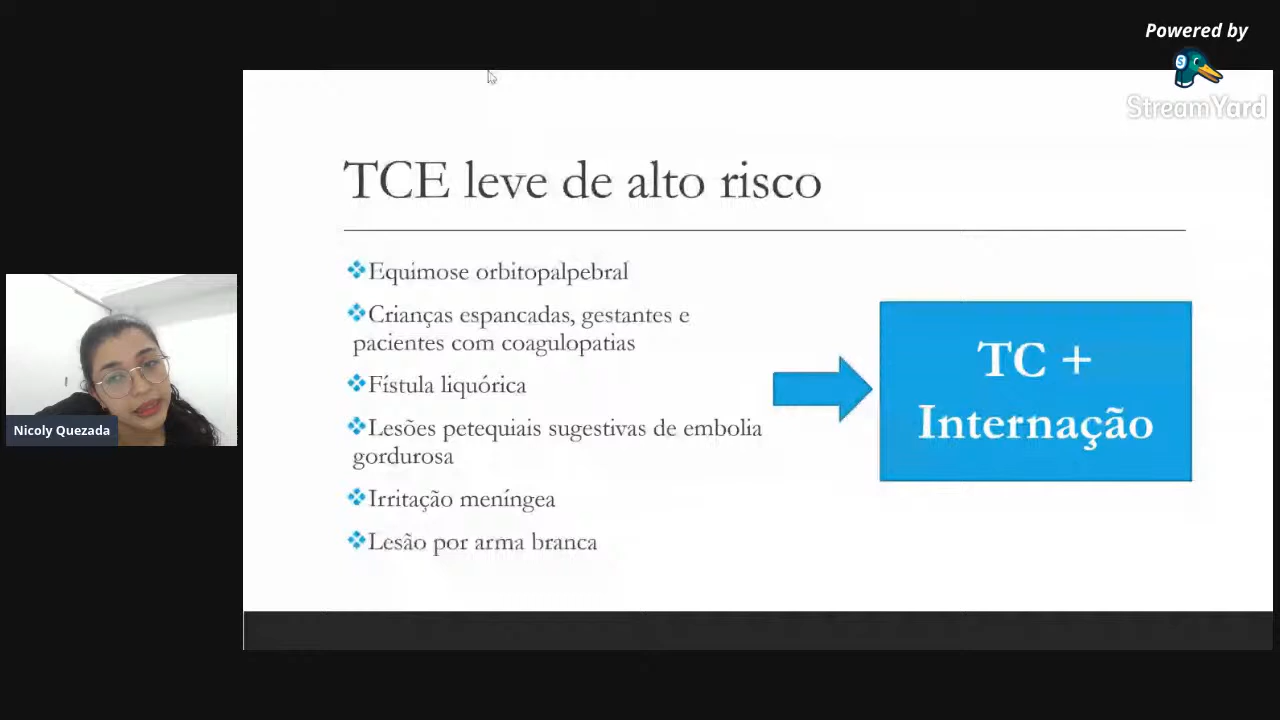 Powered by
StreamYard
TCE leve de alto risco
Equimose orbitopalpebral
Crianças espancadas, gestantes e
pacientes com coagulopatias
Fístula liquórica
Lesões petequiais sugestivas de embolia
gordurosa
Irritação meníngea
Lesão por arma branca
TC +
Internação
Nicoly Quezada